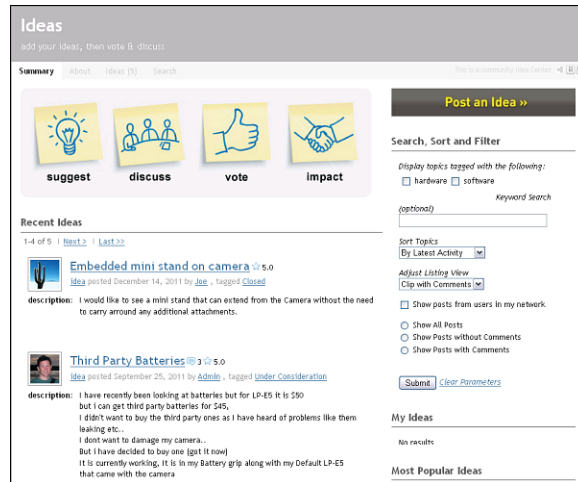 Ideas
add your ideas, then vote & discuss
Summary About Ideas (5) Search
This is a community Idea Center
suggest discuss vote impact
Recent Ideas
1-4 of 5 | Next > | Last >>
Embedded mini stand on camera 5.0
Idea posted December 14, 2011 by Joe , tagged Closed
description: I would like to see a mini stand that can extend from the Camera without the need
to carry arround any additional attachments.
Third Party Batteries 3 5.0
Idea posted September 25, 2011 by Admin , tagged Under Consideration
description: I have recently been looking at batteries but for LP-E5 it is $50
but i can get third party batteries for $45,
I didn't want to buy the third party ones as I have heard of problems like them
leaking etc..
I dont want to damage my camera..
But i have decided to buy one (got it now)
It is currently working, It is in my Battery grip along with my Default LP-E5
that came with the camera
Post an Idea »
Search, Sort and Filter
Display topics tagged with the following:
hardware software
Keyword Search
(optional)
Sort Topics
By Latest Activity
Adjust Listing View
Clip with Comments
Show posts from users in my network
Show All Posts
Show Posts without Comments
Show Posts with Comments
Submit Clear Parameters
My Ideas
No results
Most Popular Ideas